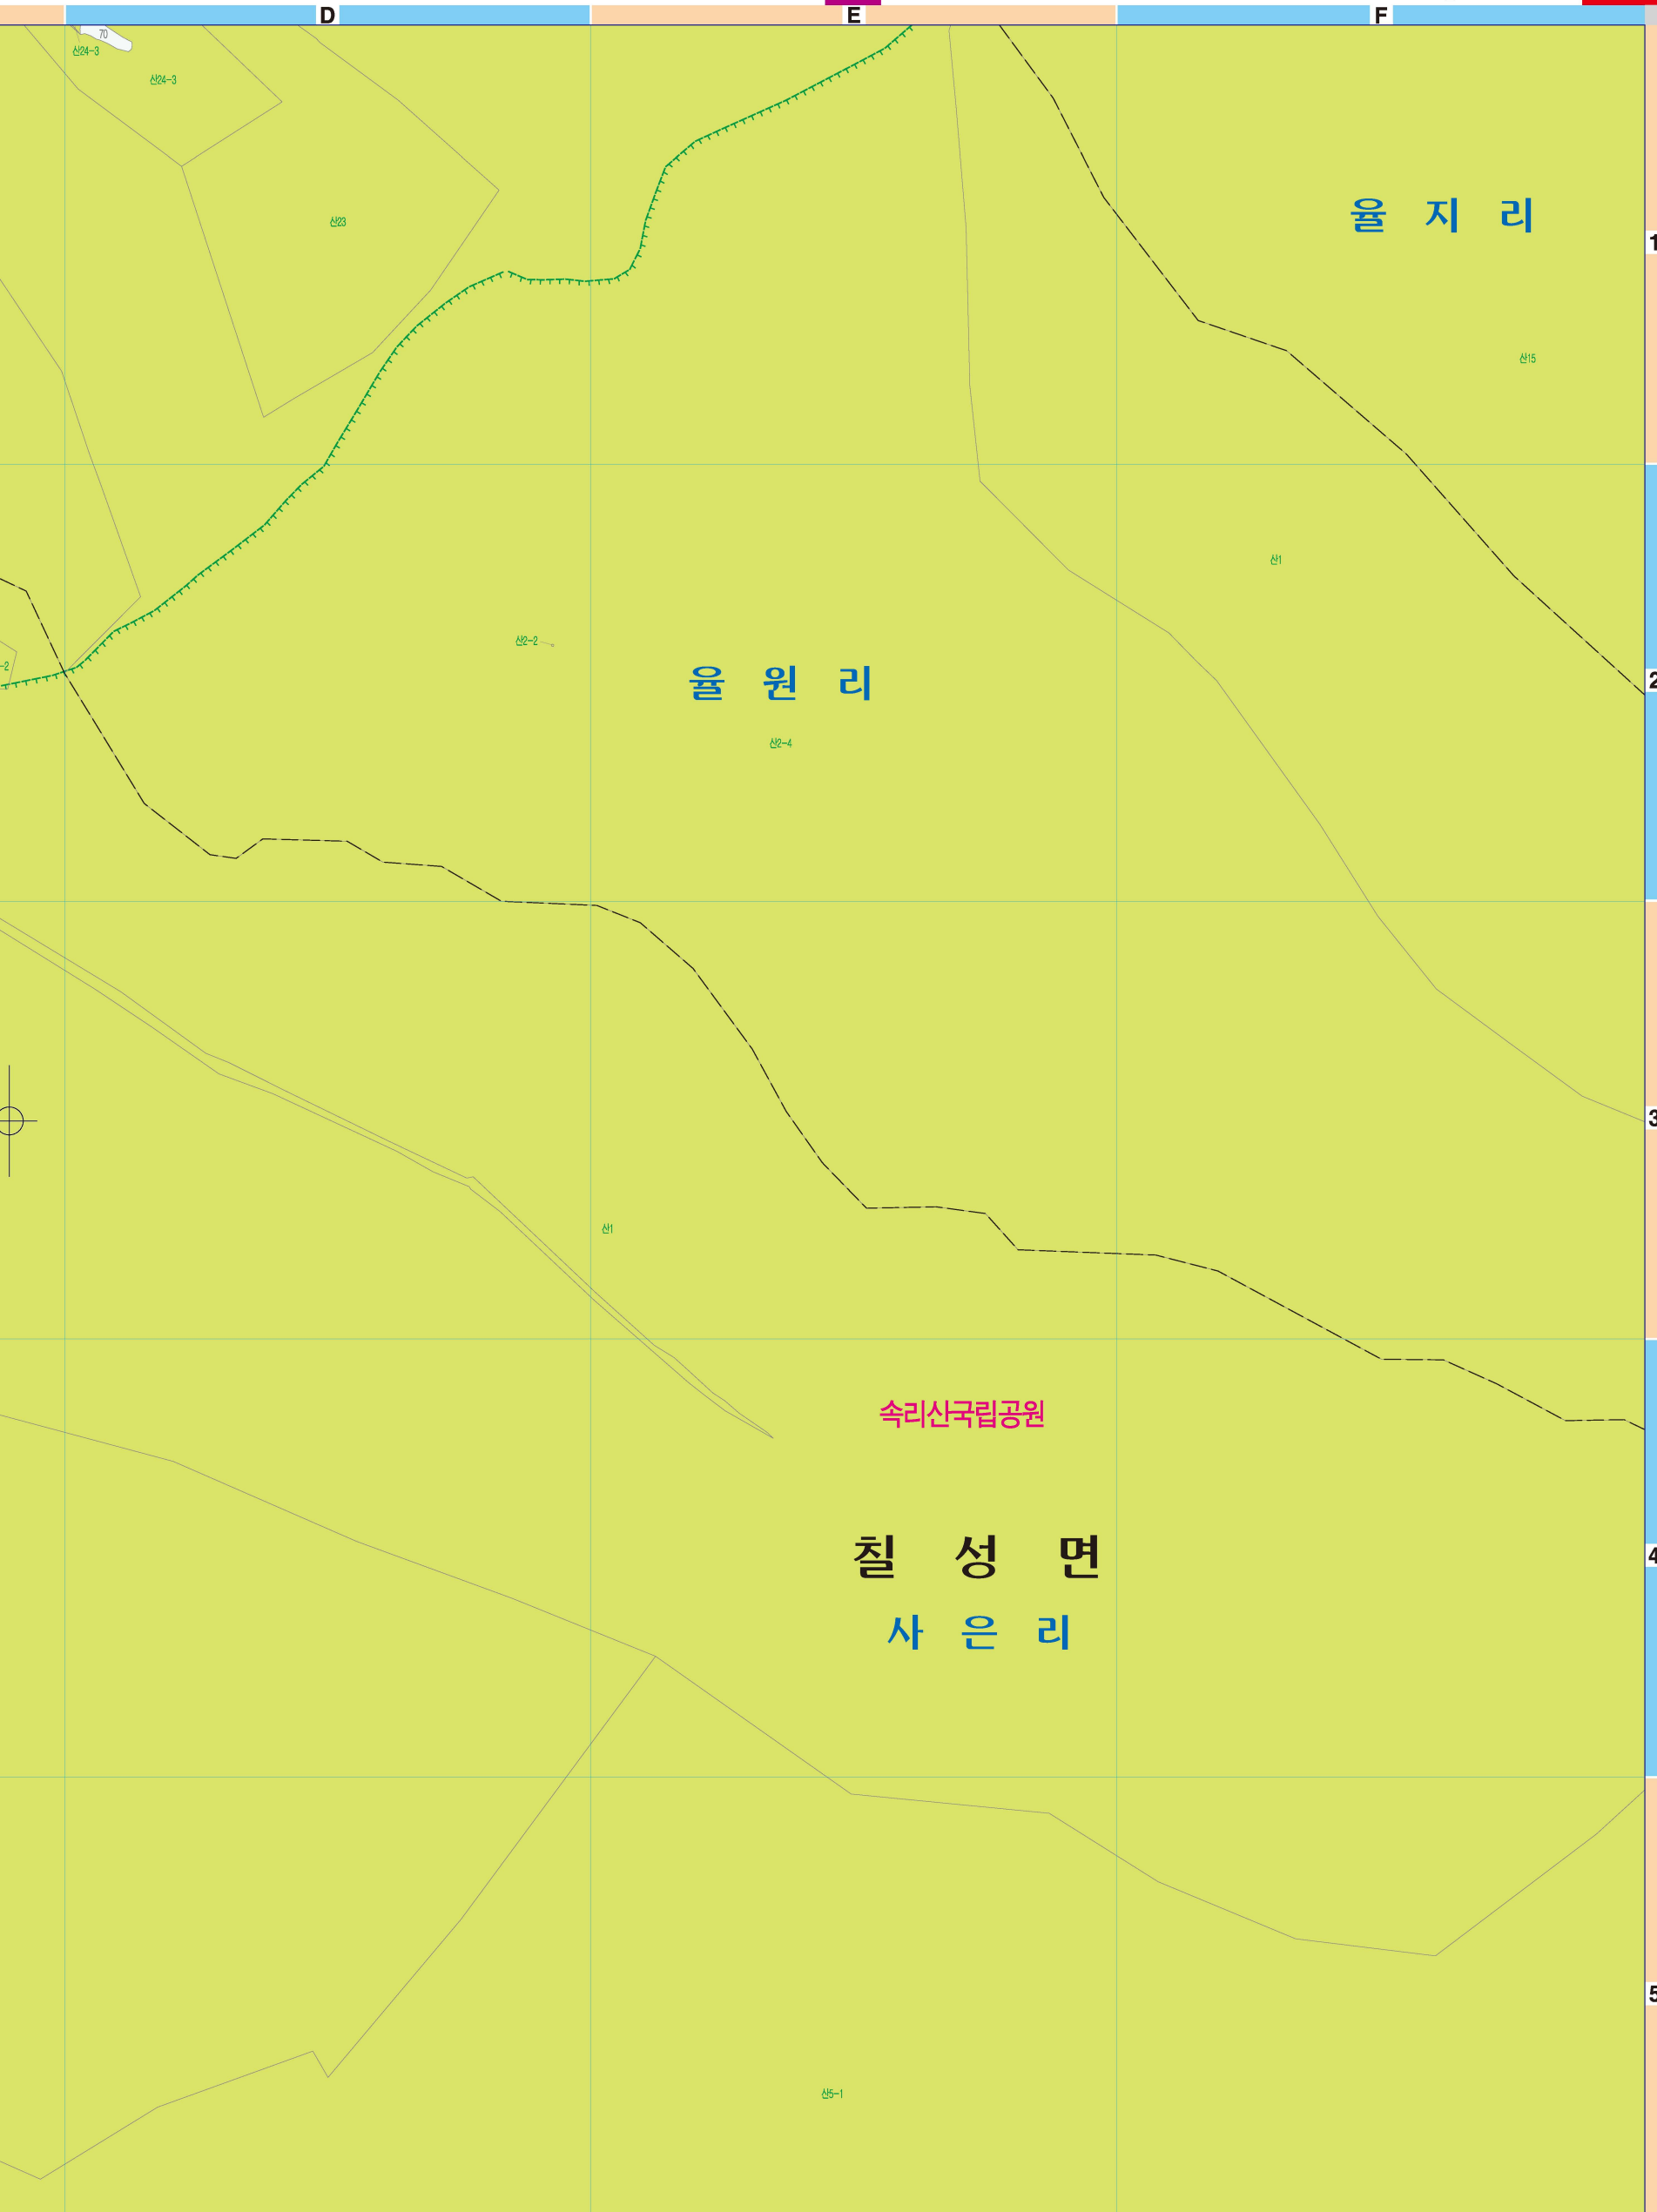 D E F
70
산24-3
산24-3
율 지 리
산23
1
산15
산1
산2-2
-2
율 원 리
2
산2-4
3
산1
속리산국립공원
칠 성 면
4
사 은 리
5
산5-1